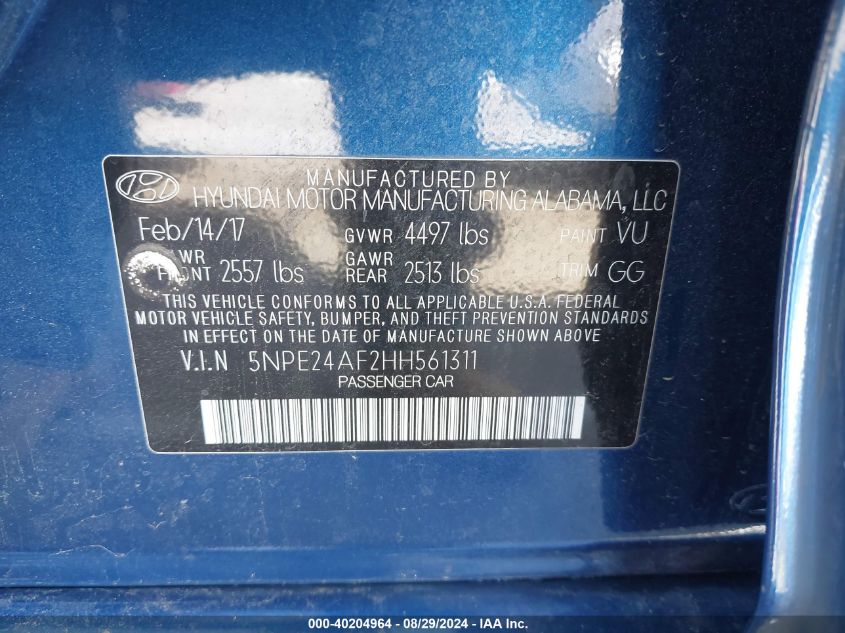 MANUFACTURED BY
HYUNDAI MOTOR MANUFACTURING ALABAMA, LLC
Feb/14/17 GVWR 4497 lbs PAINT VU
WR GAWR
FRONT 2557 lbs REAR 2513 lbs TRIM GG
THIS VEHICLE CONFORMS TO ALL APPLICABLE U.S.A. FEDERAL
MOTOR VEHICLE SAFETY, BUMPER, AND THEFT PREVENTION STANDARDS
IN EFFECT ON THE DATE OF MANUFACTURE SHOWN ABOVE
V.I.N 5NPE24AF2HH561311
PASSENGER CAR
000-40204964 - 08/29/2024 - IAA Inc.